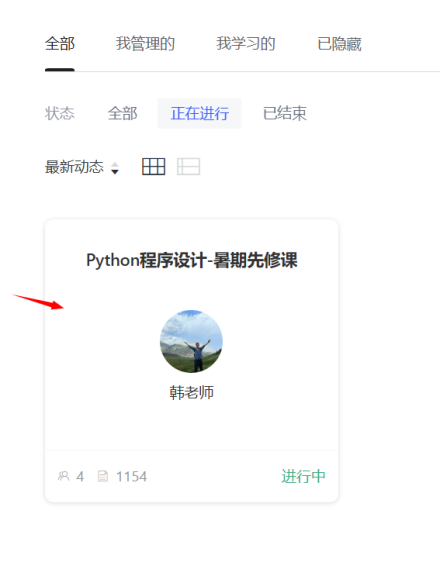 全部 我管理的 我学习的 已隐藏
状态 全部 正在进行 已结束
最新动态
Python程序设计-暑期先修课
韩老师
4 1154 进行中